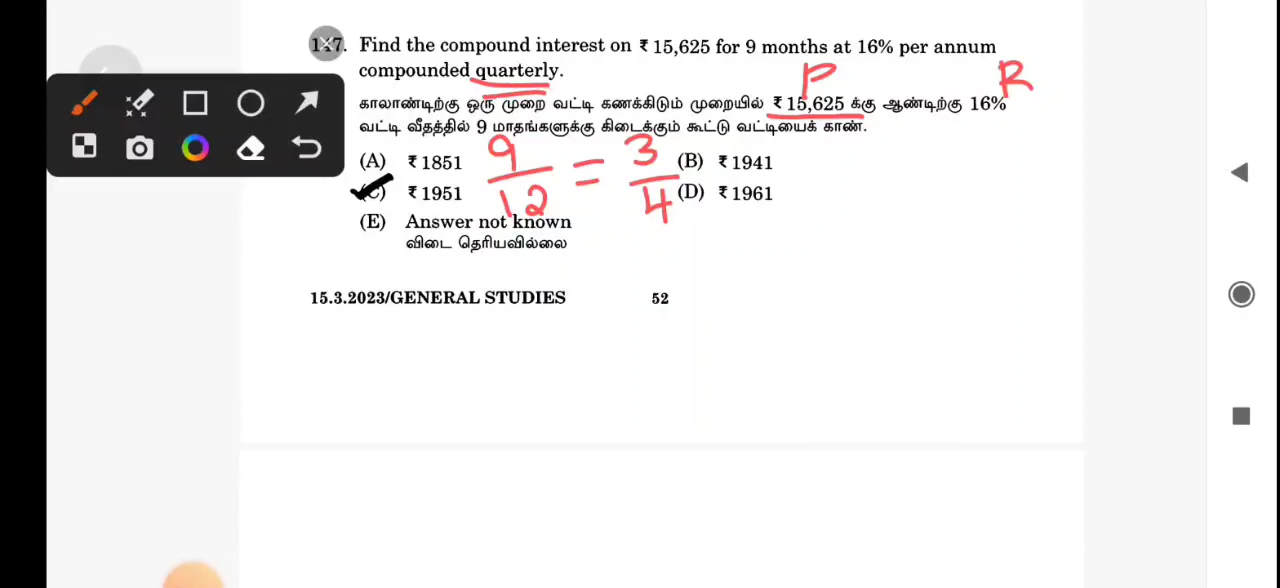 147. Find the compound interest on ₹ 15,625 for 9 months at 16% per annum
compounded quarterly.
P R
காலாண்டிற்கு ஒரு முறை வட்டி கணக்கிடும் முறையில் ₹ 15,625 க்கு ஆண்டிற்கு 16%
வட்டி வீதத்தில் 9 மாதங்களுக்கு கிடைக்கும் கூட்டு வட்டியைக் காண்.
(A) ₹ 1851 (B) ₹ 1941
9/12 = 3/4
(C) ₹ 1951 (D) ₹ 1961
(E) Answer not known
விடை தெரியவில்லை
15.3.2023/GENERAL STUDIES 52